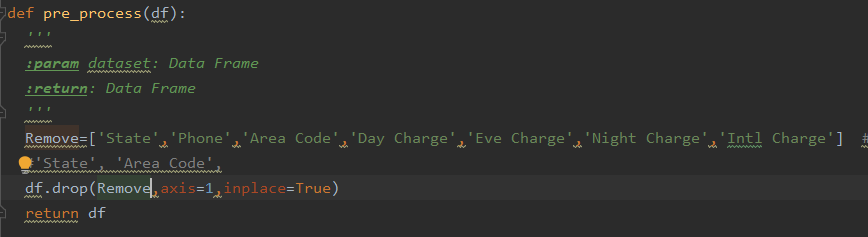 def pre_process(df):
    '''
    :param dataset: Data Frame
    :return: Data Frame
    '''
    Remove=['State','Phone','Area Code','Day Charge','Eve Charge','Night Charge','Intl Charge']  #
    'State', 'Area Code',
    df.drop(Remove,axis=1,inplace=True)
    return df